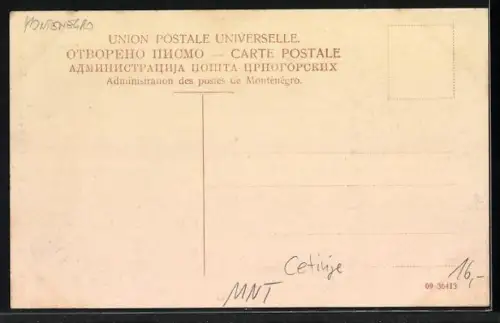 MONTENEGRO
UNION POSTALE UNIVERSELLE.
ОТВОРЕНО ПИСМО — CARTE POSTALE
АДМИНИСТРАЦИЈА ПОШТА ЦРНОГОРСКИХ
Administration des postes de Monténégro.
Cetinje
16,-
MNT
09-36413